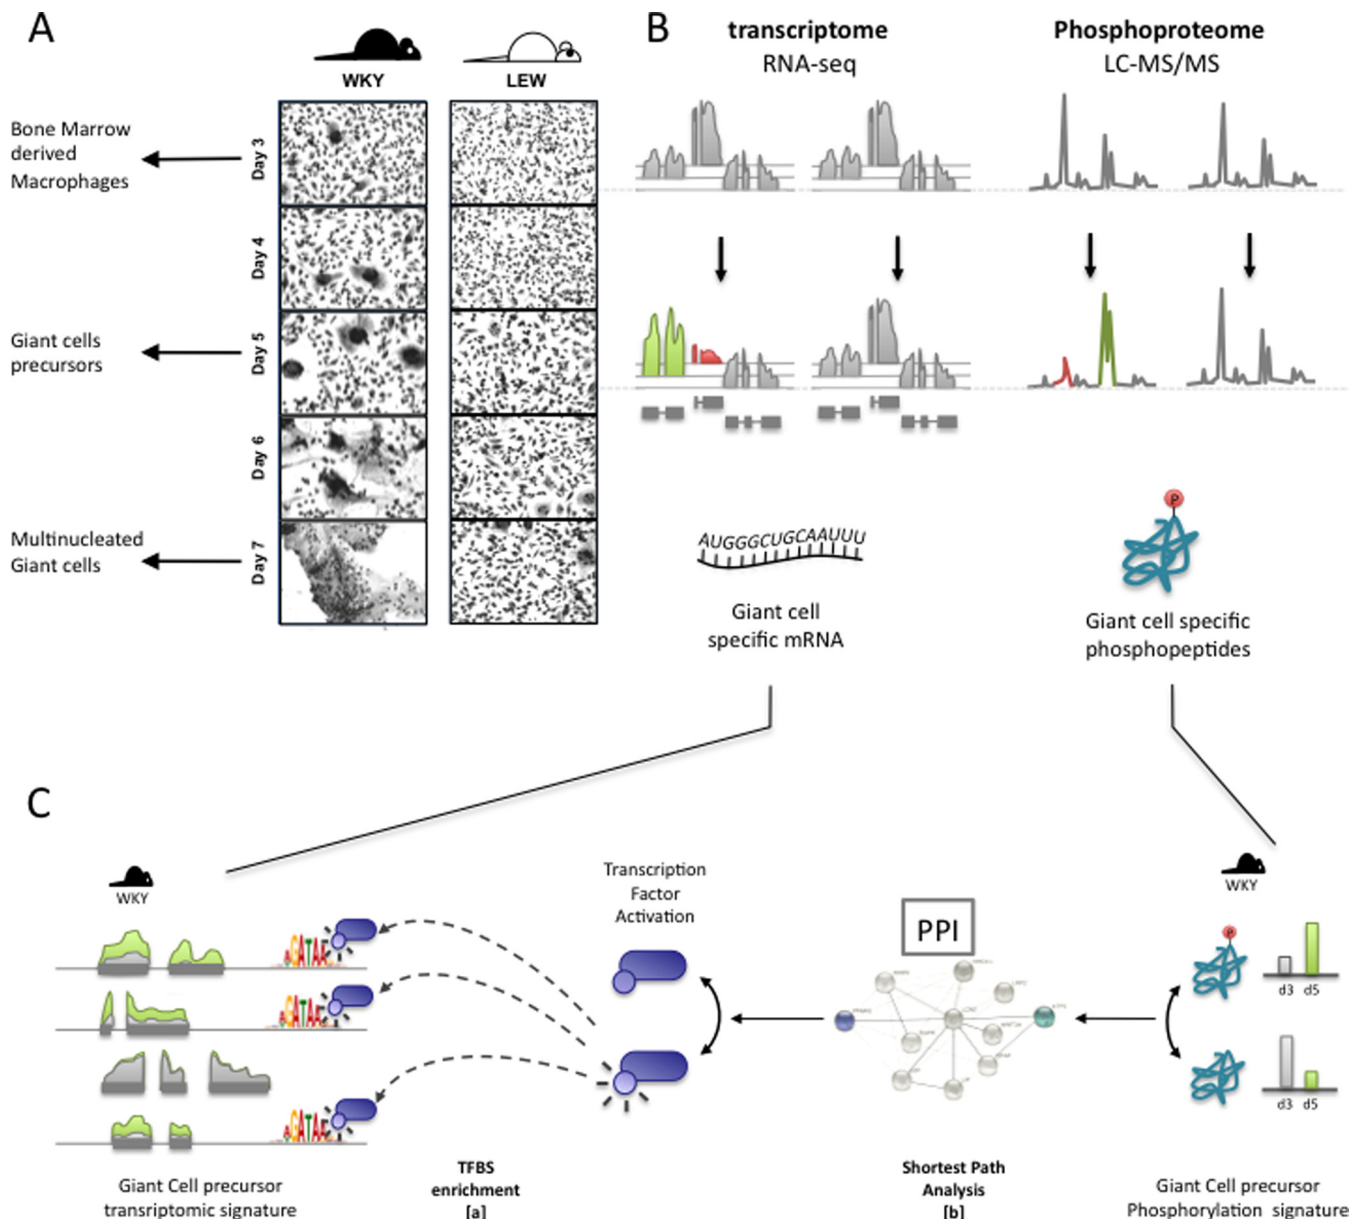 A
WKY
LEW
Bone Marrow
derived
Macrophages
Day 3
Day 4
Giant cells
precursors
Day 5
Day 6
Multinucleated
Giant cells
Day 7
B
transcriptome
RNA-seq
Phosphoproteome
LC-MS/MS
AUGGGCUGCAAUUU
Giant cell
specific mRNA
P
Giant cell specific
phosphopeptides
C
WKY
GATAA
GATAA
GATAA
Giant Cell precursor
transriptomic signature
TFBS
enrichment
[a]
Transcription
Factor
Activation
PPI
Shortest Path
Analysis
[b]
WKY
P
d3 d5
d3 d5
Giant Cell precursor
Phosphorylation signature